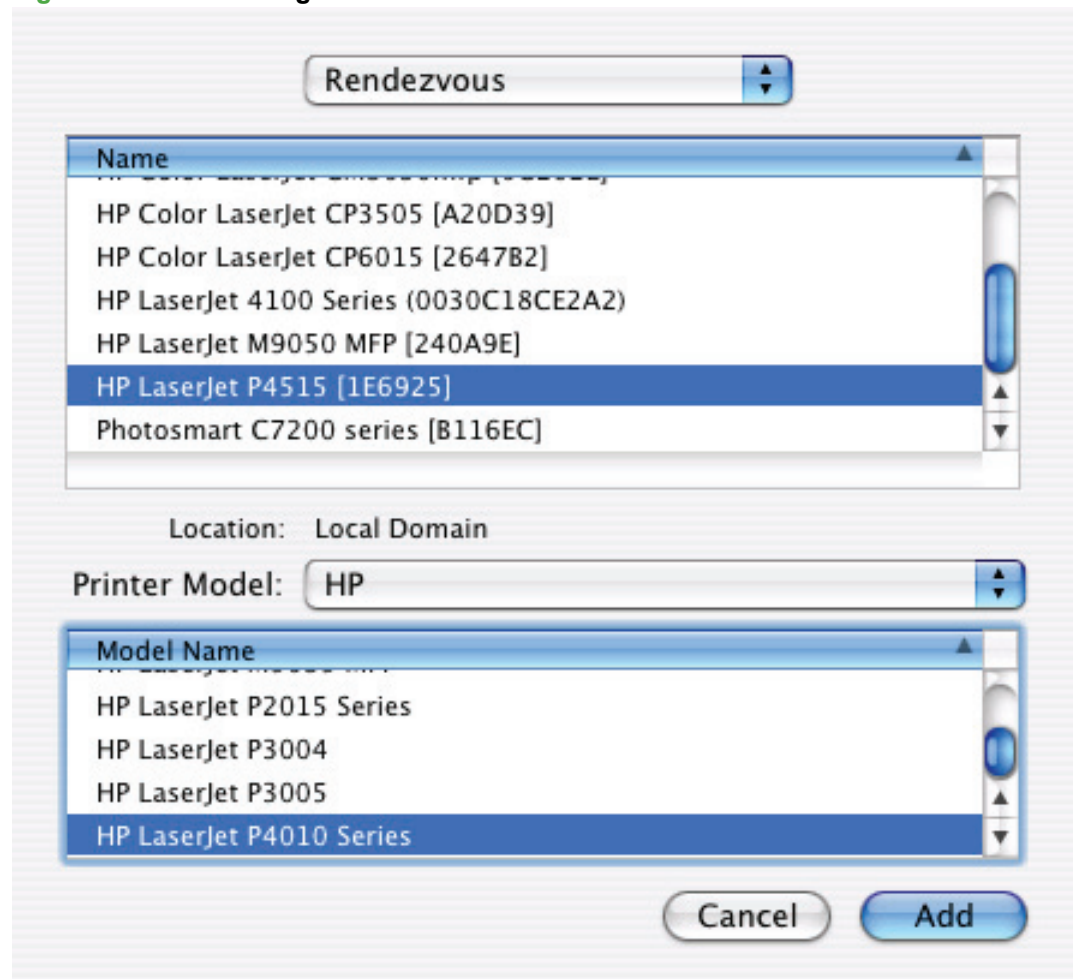 Rendezvous
Name
HP Color LaserJet CP3505 [A20D39]
HP Color LaserJet CP6015 [2647B2]
HP LaserJet 4100 Series (0030C18CE2A2)
HP LaserJet M9050 MFP [240A9E]
HP LaserJet P4515 [1E6925]
Photosmart C7200 series [B116EC]
Location: Local Domain
Printer Model: HP
Model Name
HP LaserJet P2015 Series
HP LaserJet P3004
HP LaserJet P3005
HP LaserJet P4010 Series
Cancel Add